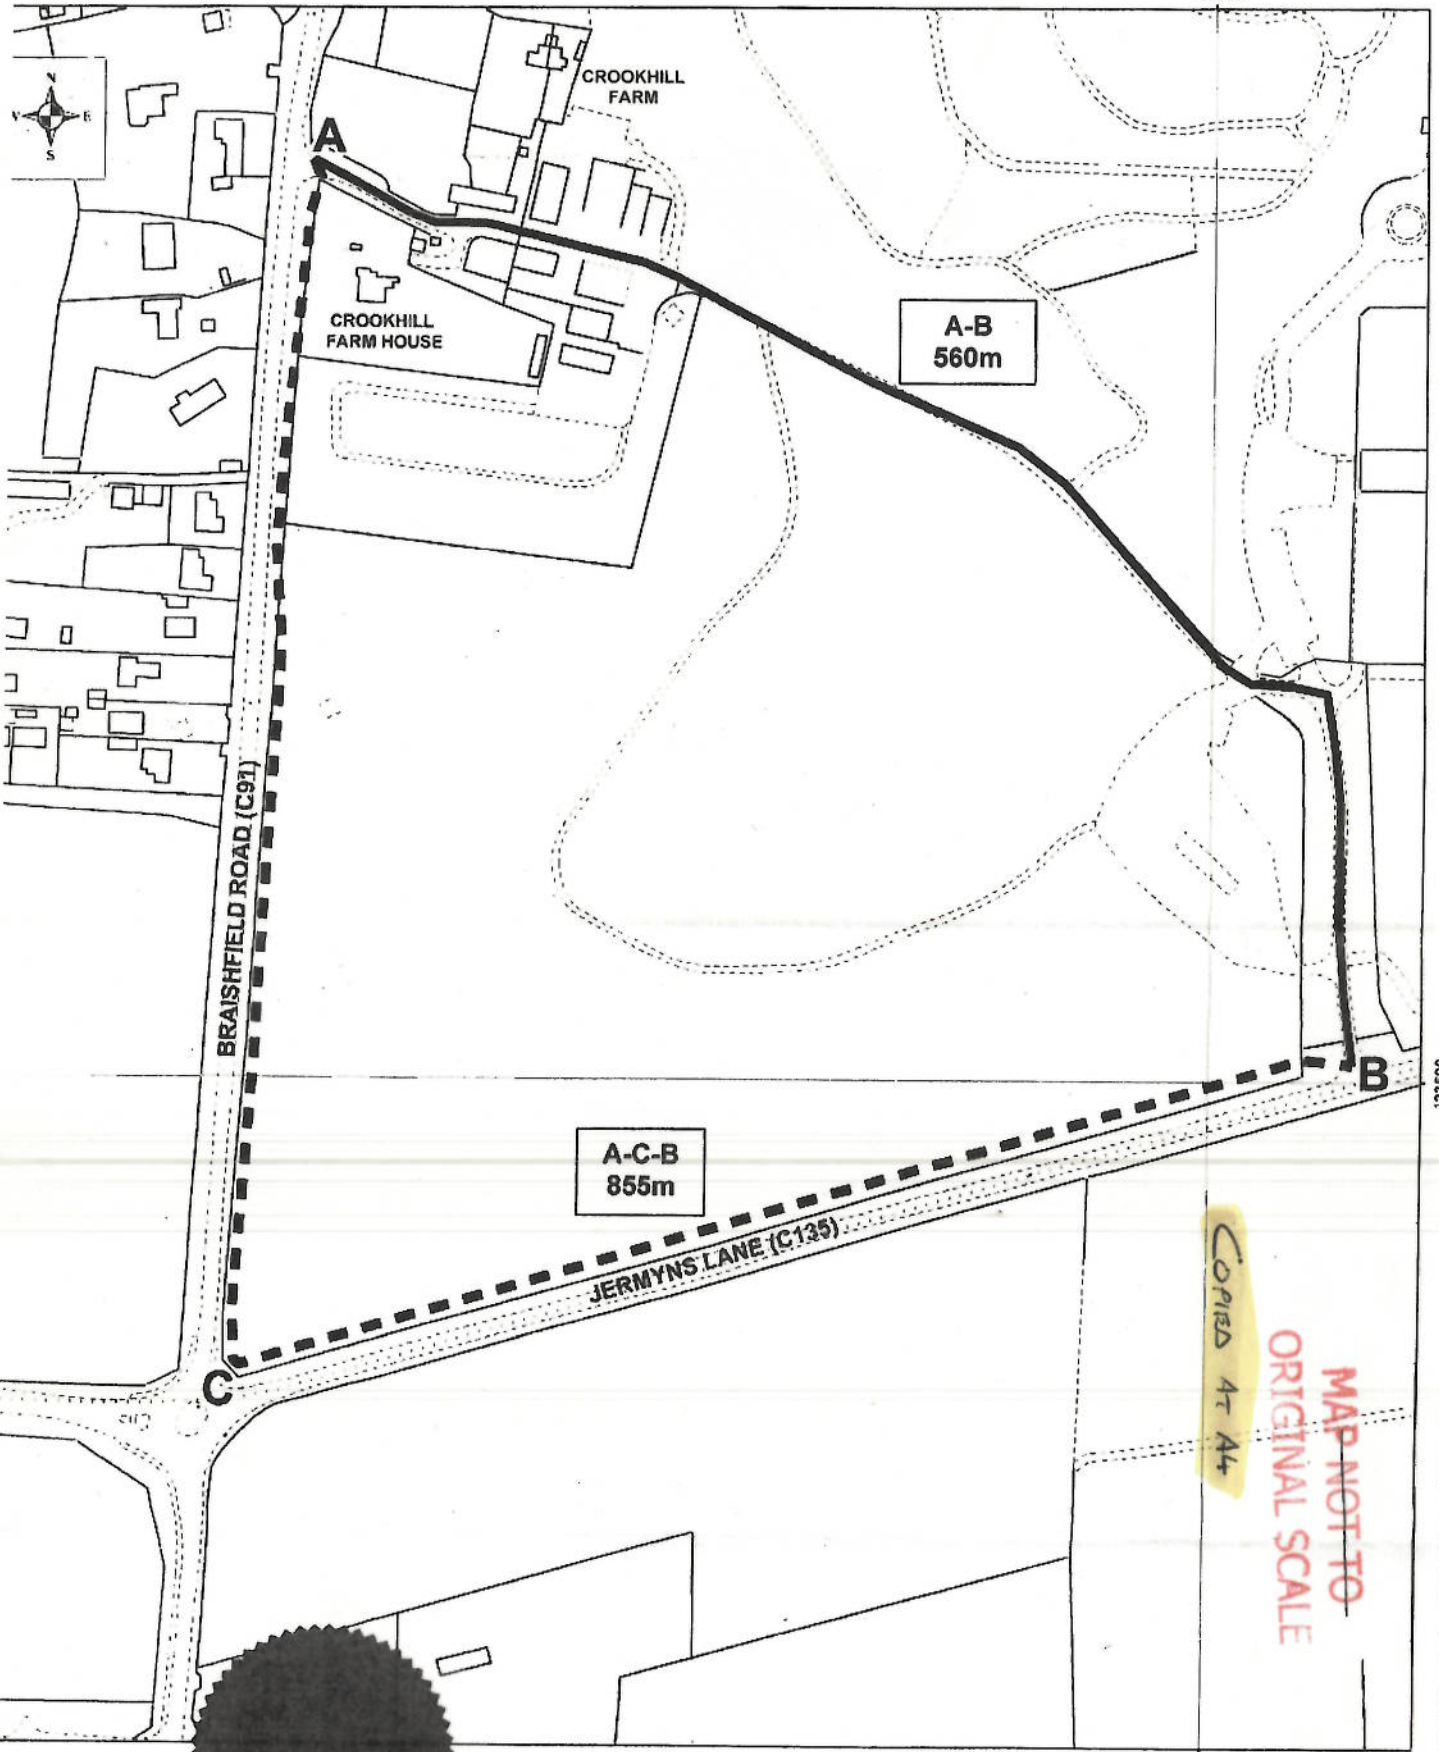 N
E
S
A
CROOKHILL
FARM
CROOKHILL
FARM HOUSE
A-B
560m
BRAISHFIELD ROAD (C91)
B
A-C-B
855m
JERMYNS LANE (C135)
C
COPIED AT A4
MAP NOT TO
ORIGINAL SCALE